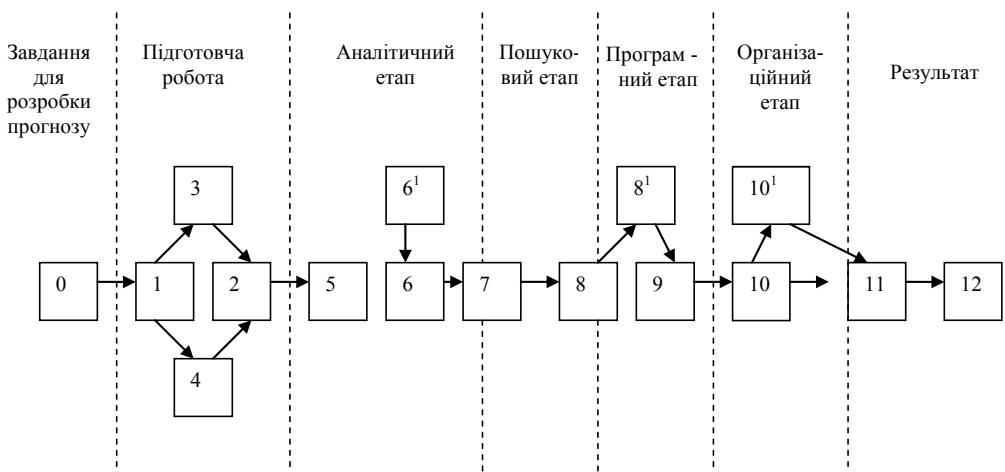 Завдання
для
розробки
прогнозу
Підготовча
робота
Аналітичний
етап
Пошуко-
вий етап
Програм -
ний етап
Організа-
ційний
етап
Результат
3
6¹
8¹
10¹
0
1
2
5
6
7
8
9
10
11
12
4